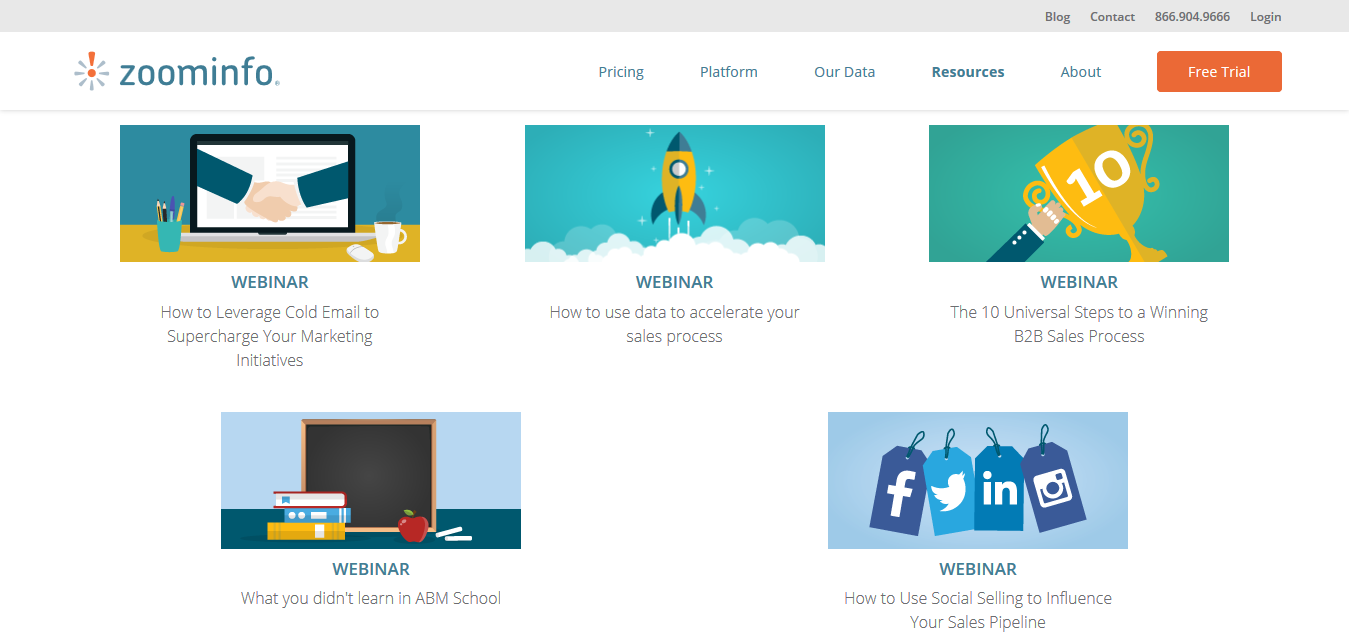 Blog Contact 866.904.9666 Login
zoominfo
Pricing Platform Our Data Resources About Free Trial
10
WEBINAR
How to Leverage Cold Email to
Supercharge Your Marketing
Initiatives
WEBINAR
How to use data to accelerate your
sales process
WEBINAR
The 10 Universal Steps to a Winning
B2B Sales Process
f
in
WEBINAR
What you didn't learn in ABM School
WEBINAR
How to Use Social Selling to Influence
Your Sales Pipeline